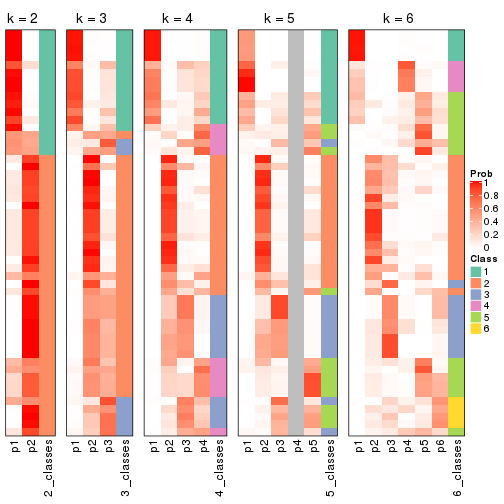 k = 2
k = 3
k = 4
k = 5
k = 6
p1
p2
2_classes
p1
p2
p3
3_classes
p1
p2
p3
p4
4_classes
p1
p2
p3
p4
p5
5_classes
p1
p2
p3
p4
p5
p6
6_classes
Prob
1
0.8
0.6
0.4
0.2
0
Class
1
2
3
4
5
6